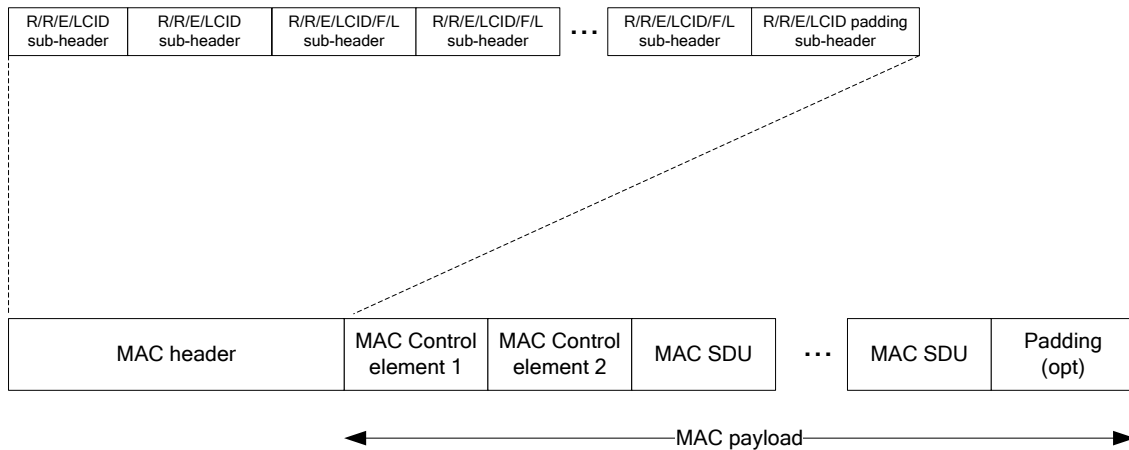 R/R/E/LCID R/R/E/LCID R/R/E/LCID/F/L R/R/E/LCID/F/L R/R/E/LCID/F/L R/R/E/LCID padding
sub-header sub-header sub-header sub-header ... sub-header sub-header
MAC header MAC Control element 1 MAC Control element 2 MAC SDU ... MAC SDU Padding (opt)
MAC payload